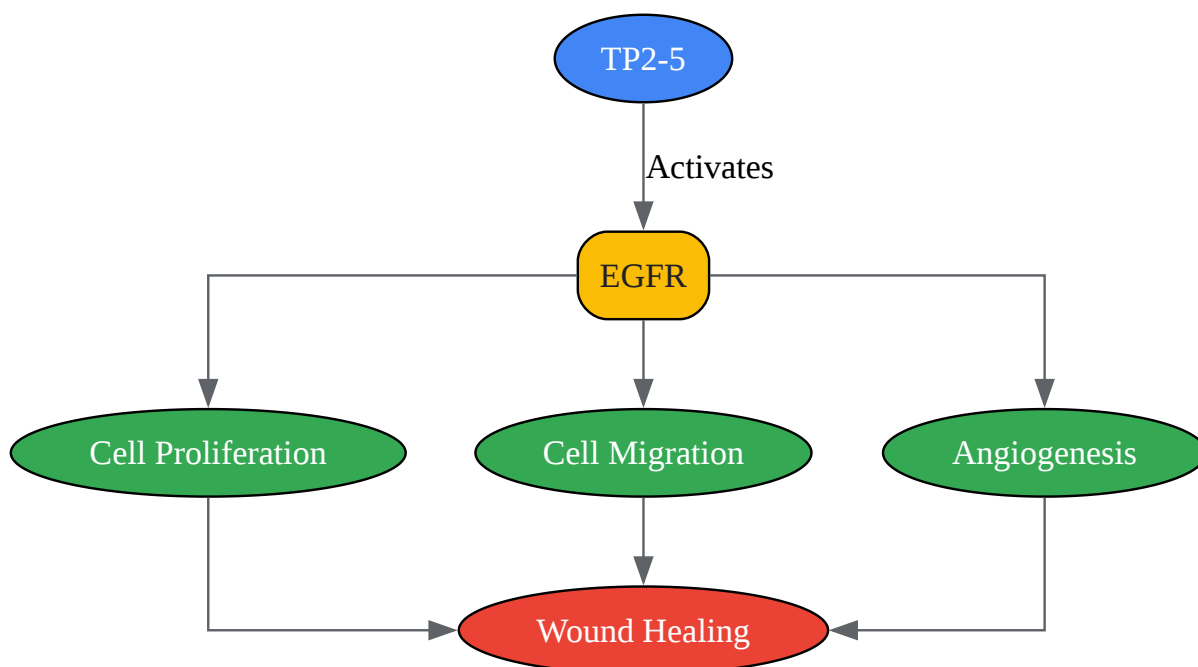 TP2-5
Activates
EGFR
Cell Proliferation
Cell Migration
Angiogenesis
Wound Healing